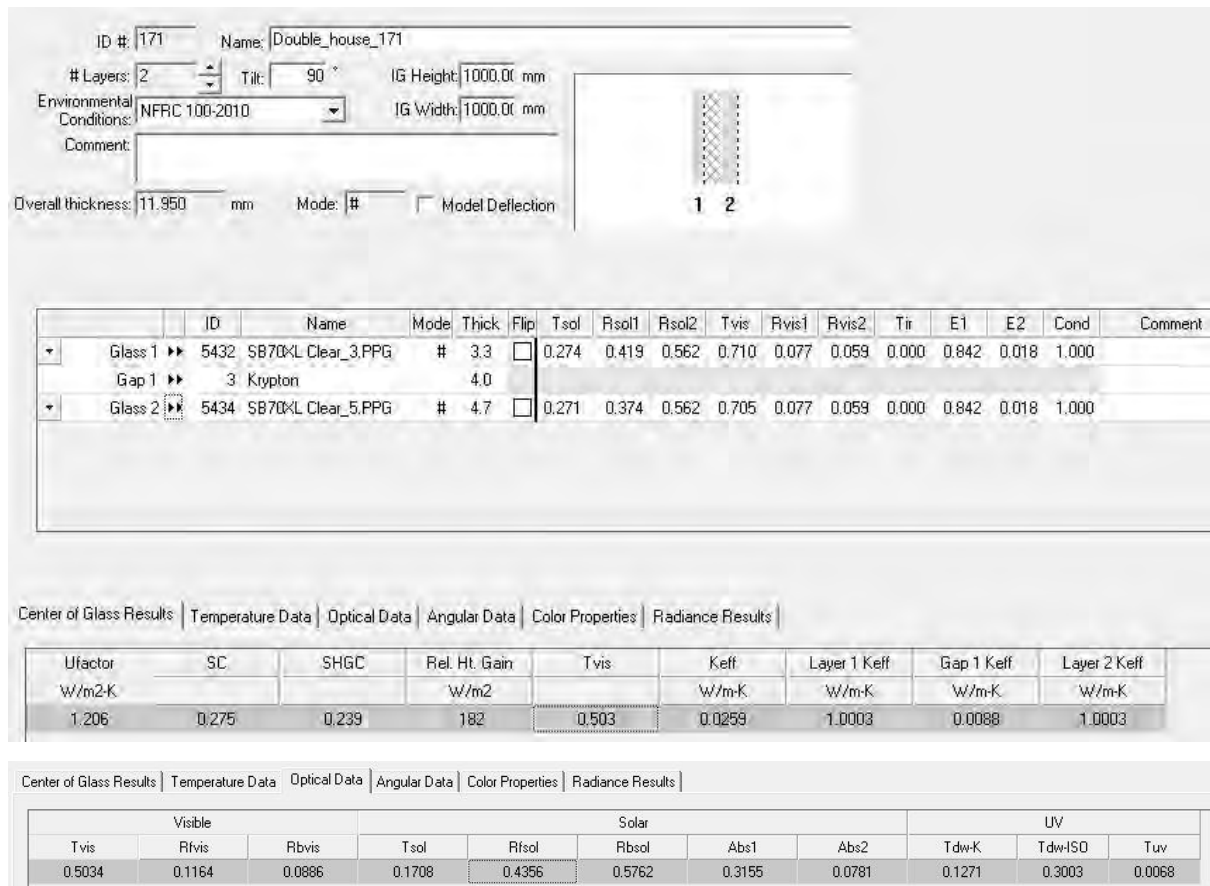 ID #: 171 Name: Double_house_171
# Layers: 2 Tilt: 90 ° IG Height: 1000.0( mm
Environmental Conditions: NFRC 100-2010 IG Width: 1000.0( mm
Comment:
Overall thickness: 11.950 mm Mode: # Model Deflection
1 2
ID Name Mode Thick Flip Tsol Rsol1 Rsol2 Tvis Rvis1 Rvis2 Tir E1 E2 Cond Comment
Glass 1 5432 SB70XL Clear_3.PPG # 3.3 0.274 0.419 0.562 0.710 0.077 0.059 0.000 0.842 0.018 1.000
Gap 1 3 Krypton 4.0
Glass 2 5434 SB70XL Clear_5.PPG # 4.7 0.271 0.374 0.562 0.705 0.077 0.059 0.000 0.842 0.018 1.000
Center of Glass Results Temperature Data Optical Data Angular Data Color Properties Radiance Results
Ufactor SC SHGC Rel. Ht. Gain Tvis Keff Layer 1 Keff Gap 1 Keff Layer 2 Keff
W/m2-K W/m2 W/m-K W/m-K W/m-K W/m-K
1.206 0.275 0.239 182 0.503 0.0259 1.0003 0.0088 1.0003
Center of Glass Results Temperature Data Optical Data Angular Data Color Properties Radiance Results
Visible Solar UV
Tvis Rfvis Rbvis Tsol Rfsol Rbsol Abs1 Abs2 Tdw-K Tdw-ISO Tuv
0.5034 0.1164 0.0886 0.1708 0.4356 0.5762 0.3155 0.0781 0.1271 0.3003 0.0068